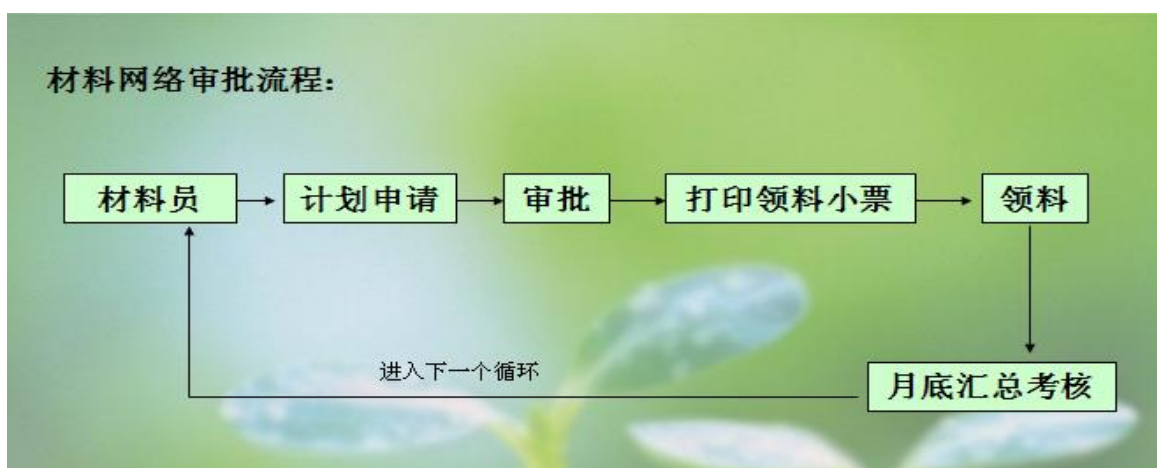 材料网络审批流程:
材料员
计划申请
审批
打印领料小票
领料
进入下一个循环
月底汇总考核